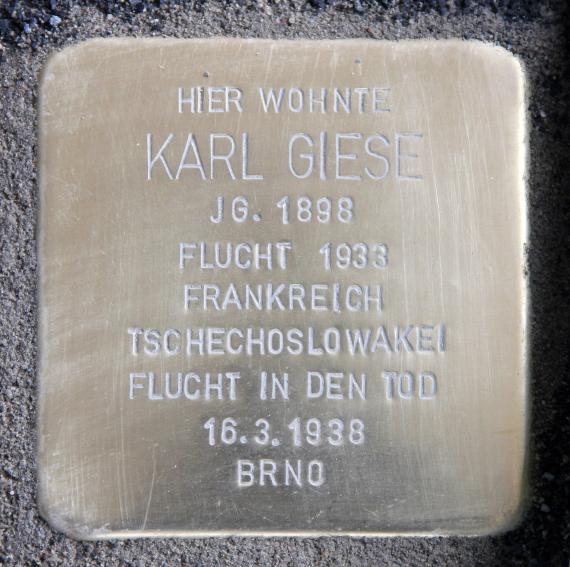 HIER WOHNTE
KARL GIESE
JG. 1898
FLUCHT 1933
FRANKREICH
TSCHECHOSLOWAKEI
FLUCHT IN DEN TOD
16.3.1938
BRNO